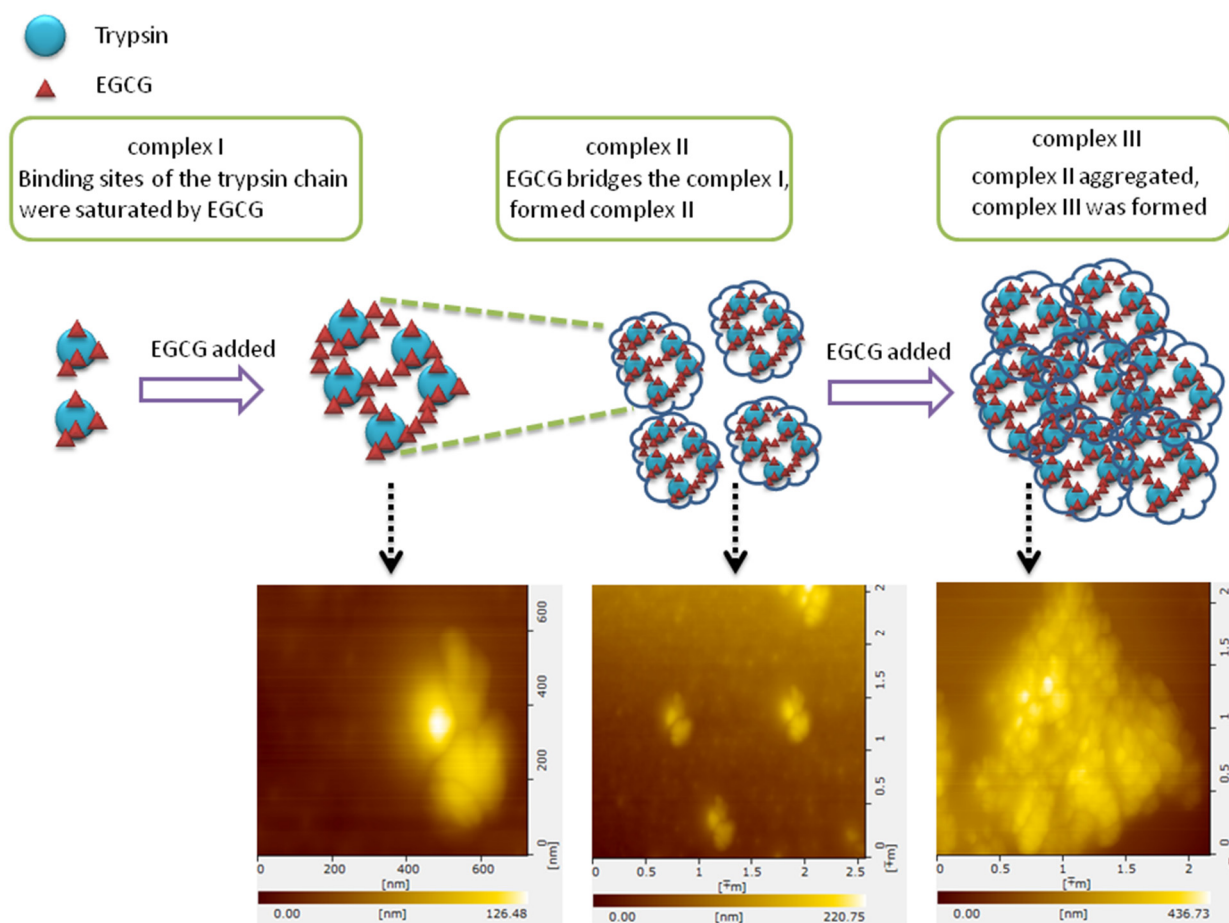 Trypsin
EGCG
complex I
Binding sites of the trypsin chain
were saturated by EGCG
complex II
EGCG bridges the complex I,
formed complex II
complex III
complex II aggregated,
complex III was formed
EGCG added
EGCG added
600
400
200
0
0 200 400 600
[nm]
[nm]
0.00 [nm] 126.48
2
2
1.5
1
0.5
0
0 0.5 1 1.5 2 2.5
[∓m]
[∓m]
0.00 [nm] 220.75
2
1.5
1
0.5
0
0 0.5 1 1.5 2
[∓m]
0.00 [nm] 436.73